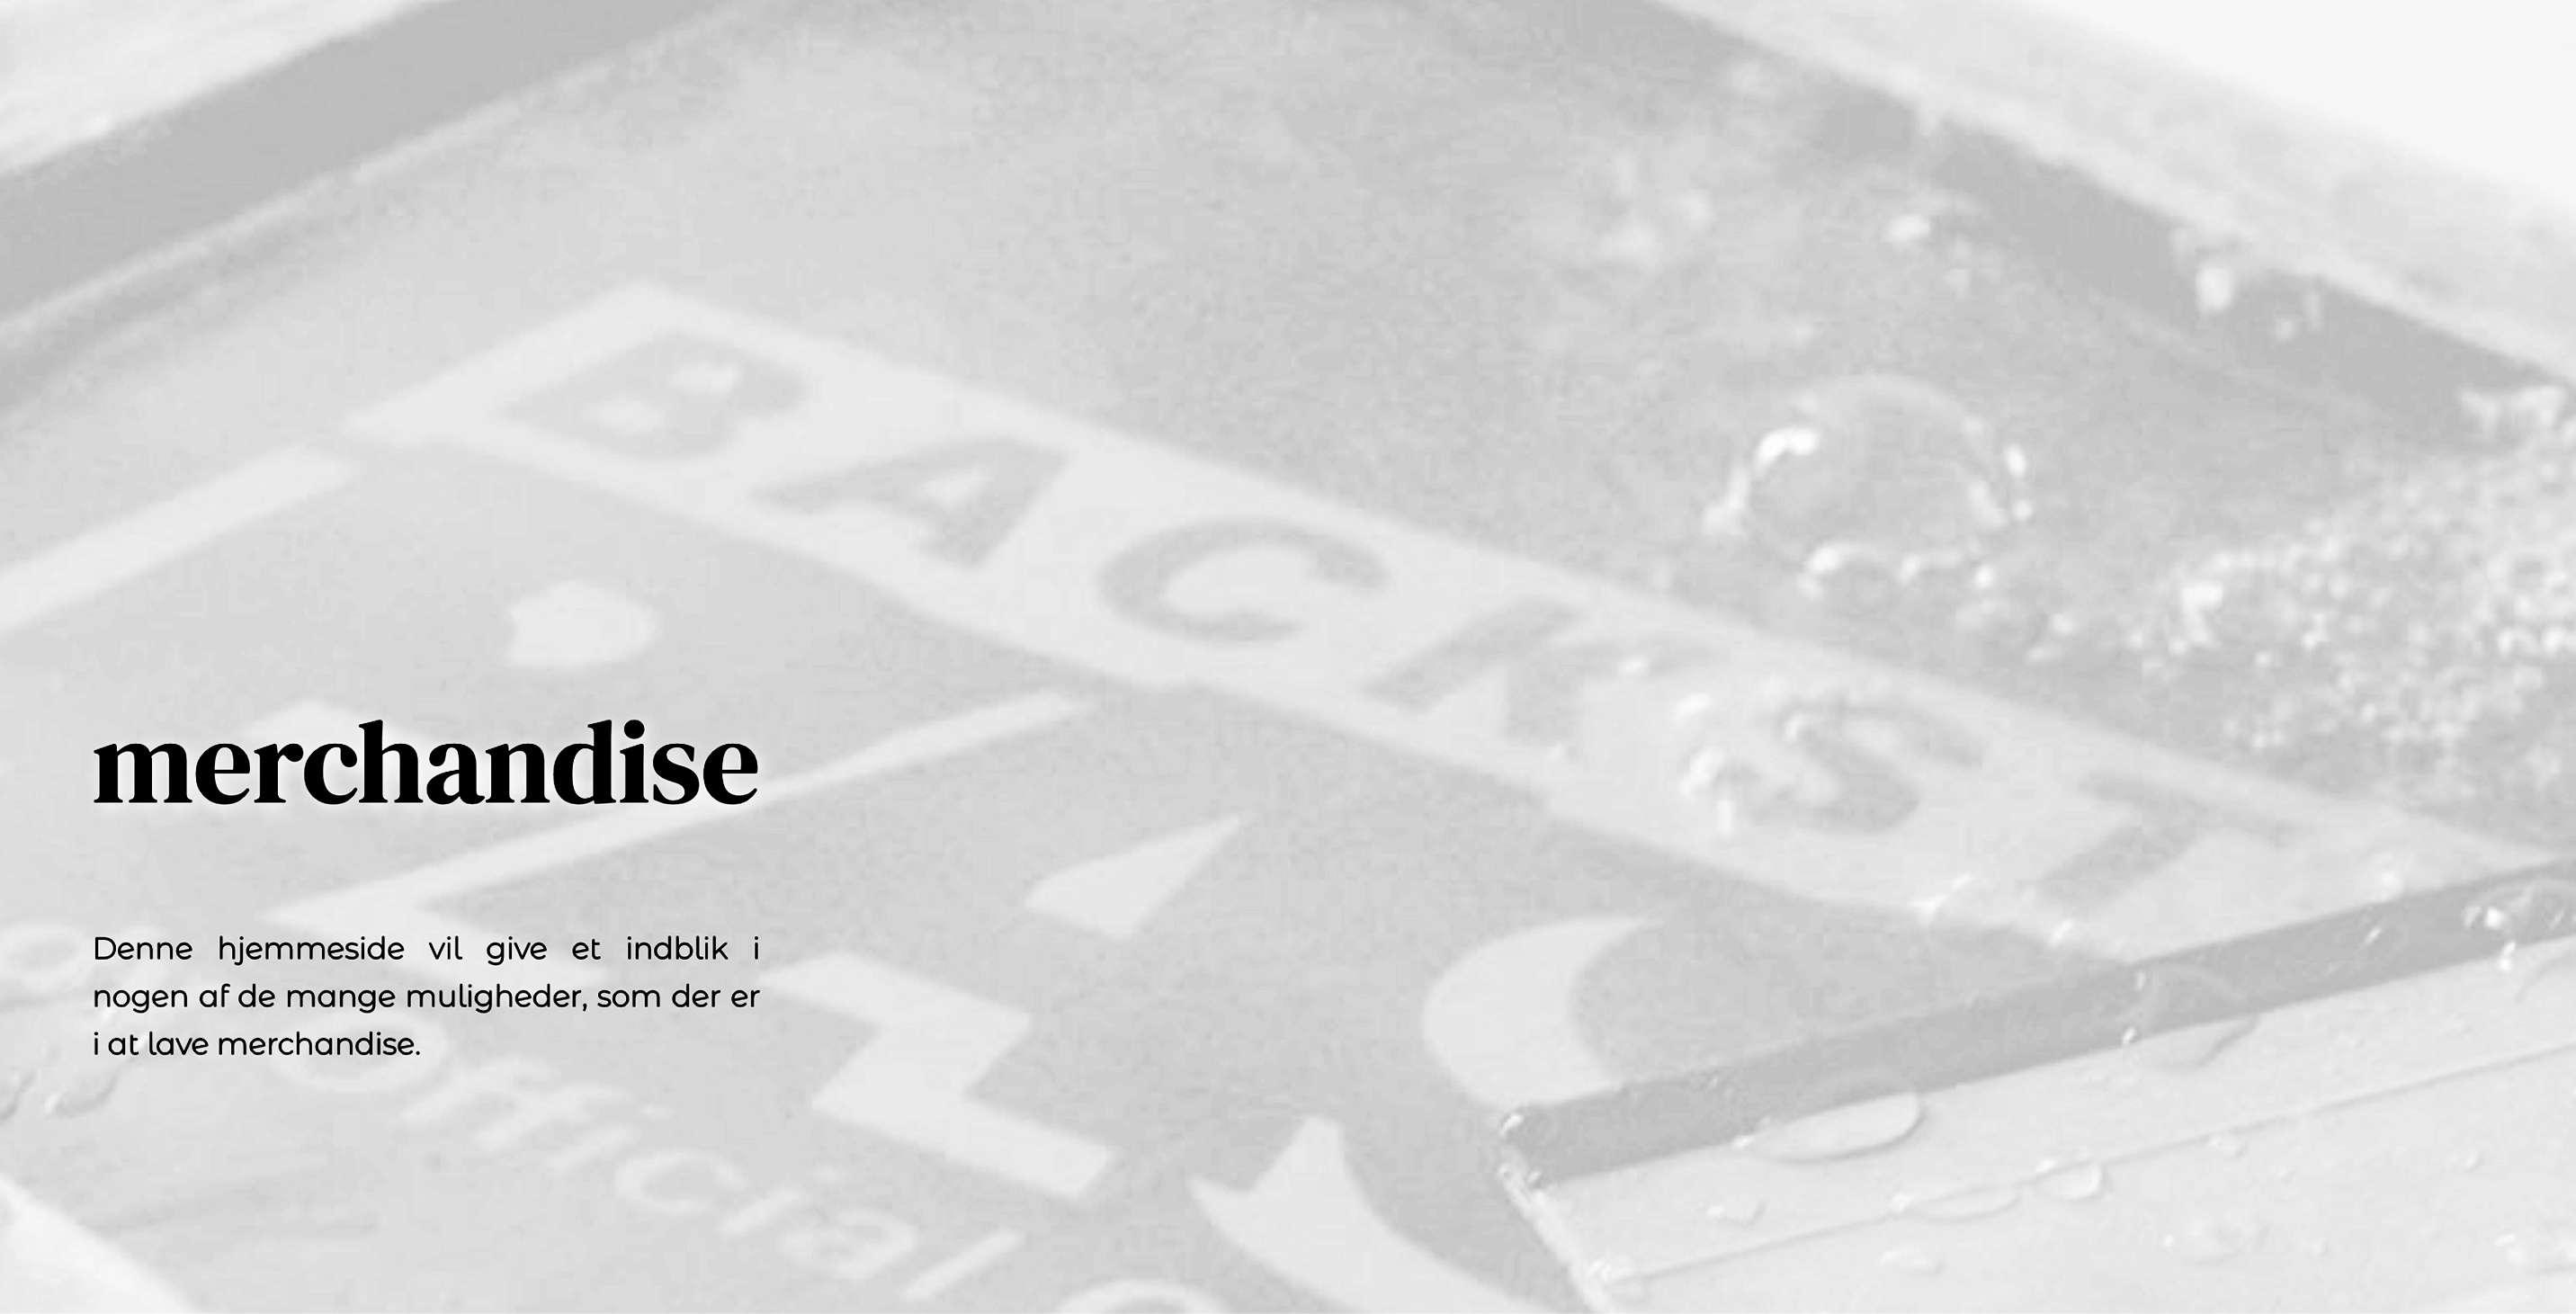 BACKST
merchandise
Denne hjemmeside vil give et indblik i
nogen af de mange muligheder, som der er
i at lave merchandise.
Official